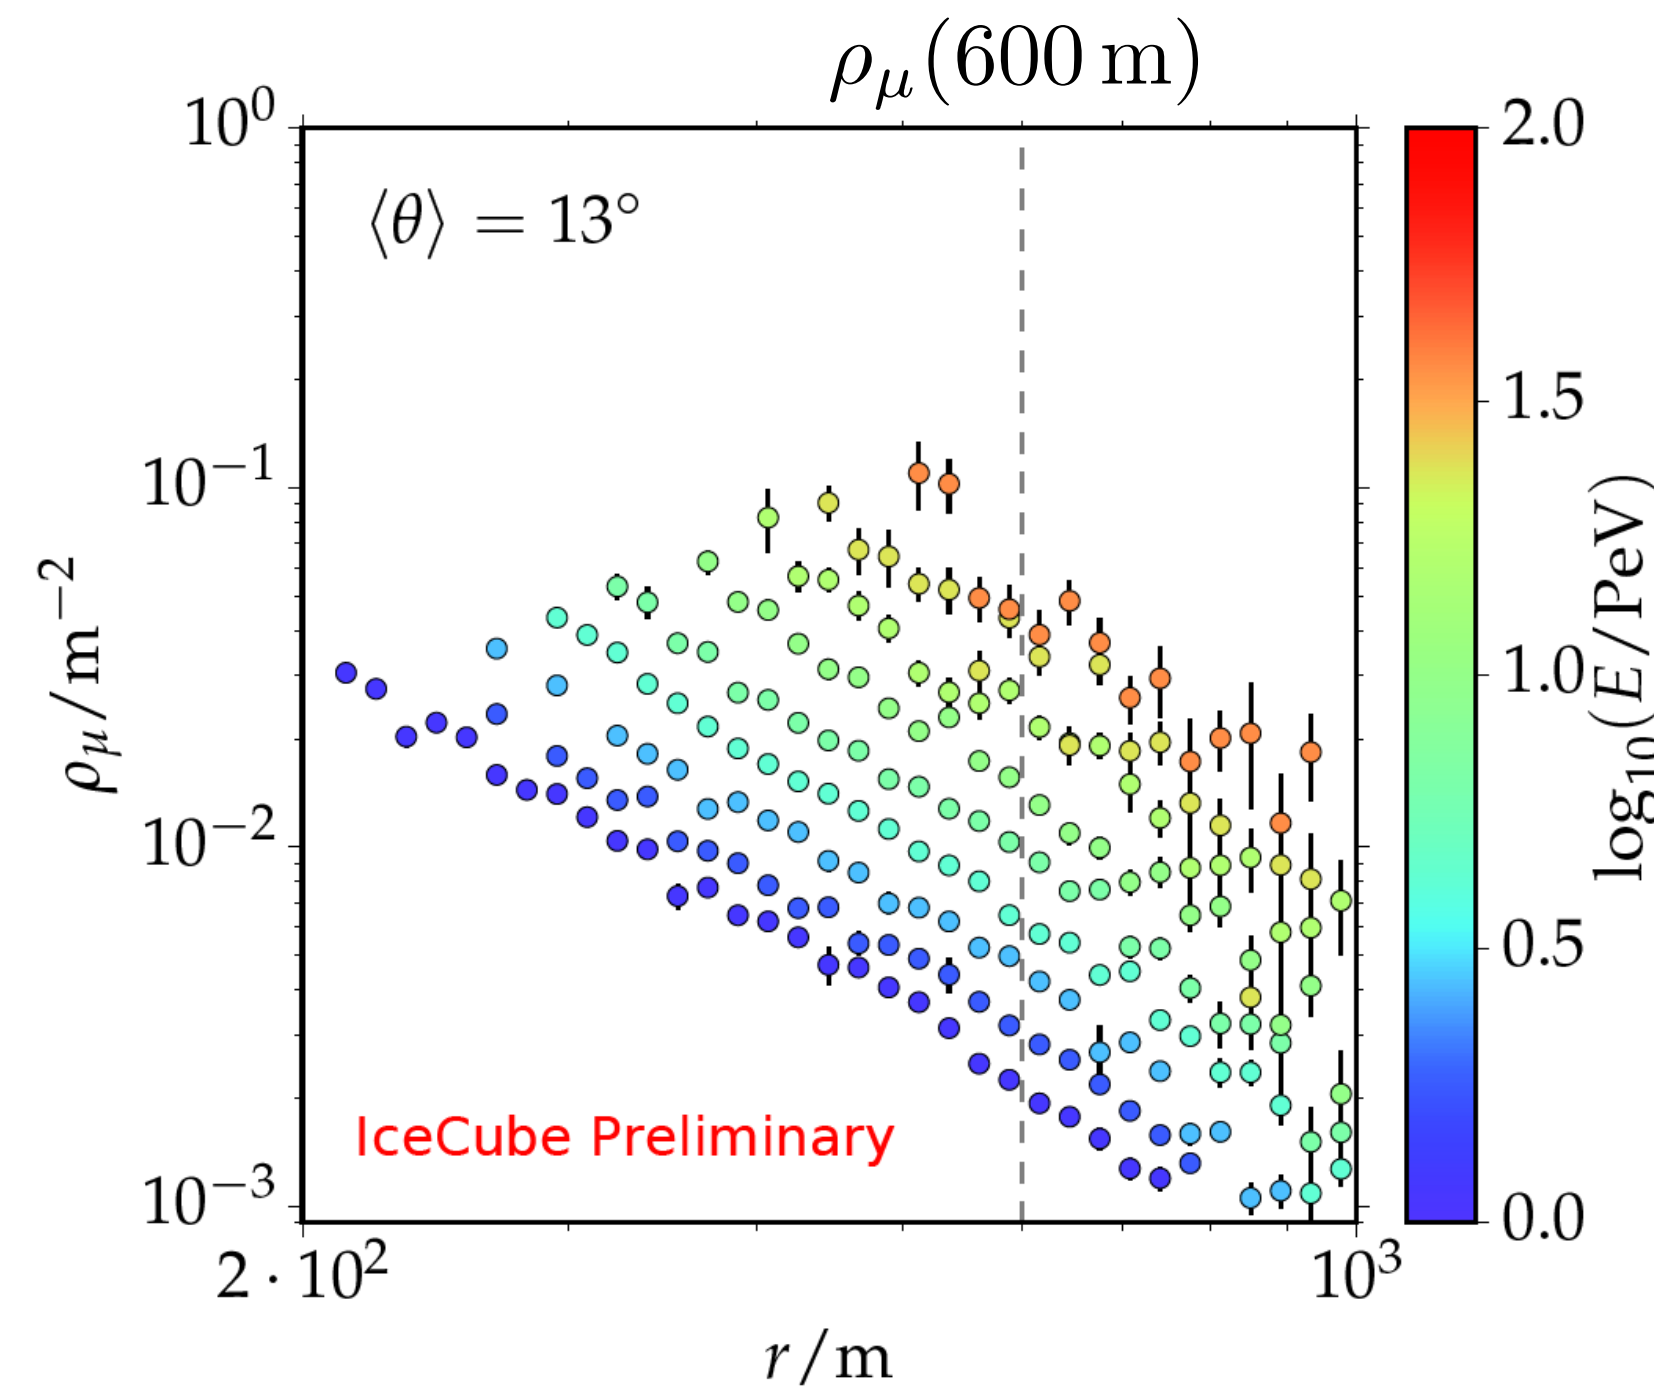 ρμ(600 m)
⟨θ⟩ = 13°
10⁰
10⁻¹
10⁻²
10⁻³
ρμ/m⁻²
IceCube Preliminary
2 · 10²
10³
r/m
2.0
1.5
1.0
0.5
0.0
log₁₀(E/PeV)